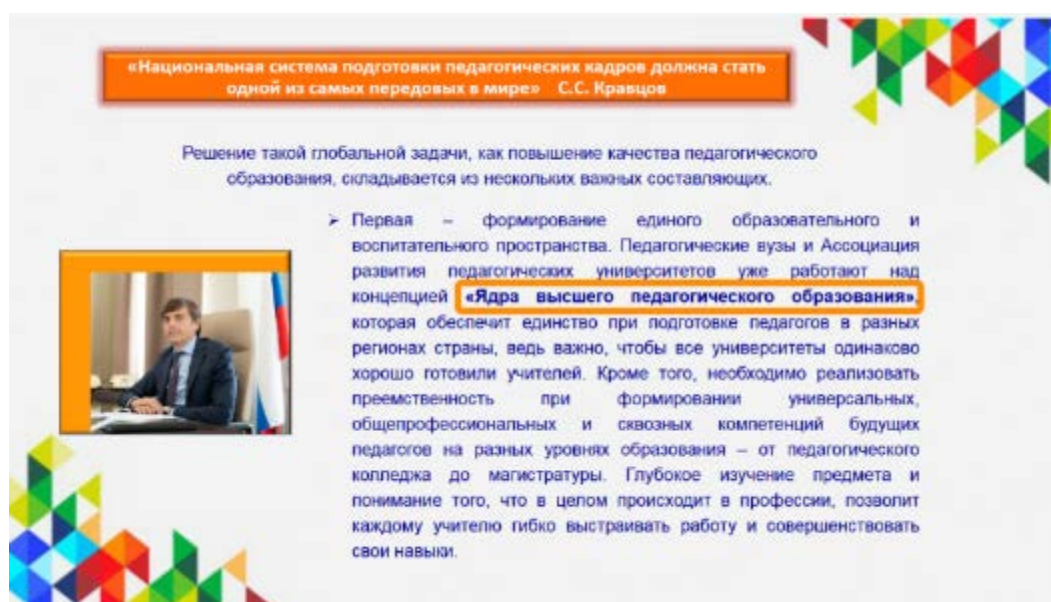 «Национальная система подготовки педагогических кадров должна стать
одной из самых передовых в мире» С.С. Кравцов
Решение такой глобальной задачи, как повышение качества педагогического
образования, складывается из нескольких важных составляющих.
➢ Первая – формирование единого образовательного и
воспитательного пространства. Педагогические вузы и Ассоциация
развития педагогических университетов уже работают над
концепцией «Ядра высшего педагогического образования»,
которая обеспечит единство при подготовке педагогов в разных
регионах страны, ведь важно, чтобы все университеты одинаково
хорошо готовили учителей. Кроме того, необходимо реализовать
преемственность при формировании универсальных,
общепрофессиональных и сквозных компетенций будущих
педагогов на разных уровнях образования – от педагогического
колледжа до магистратуры. Глубокое изучение предмета и
понимание того, что в целом происходит в профессии, позволит
каждому учителю гибко выстраивать работу и совершенствовать
свои навыки.